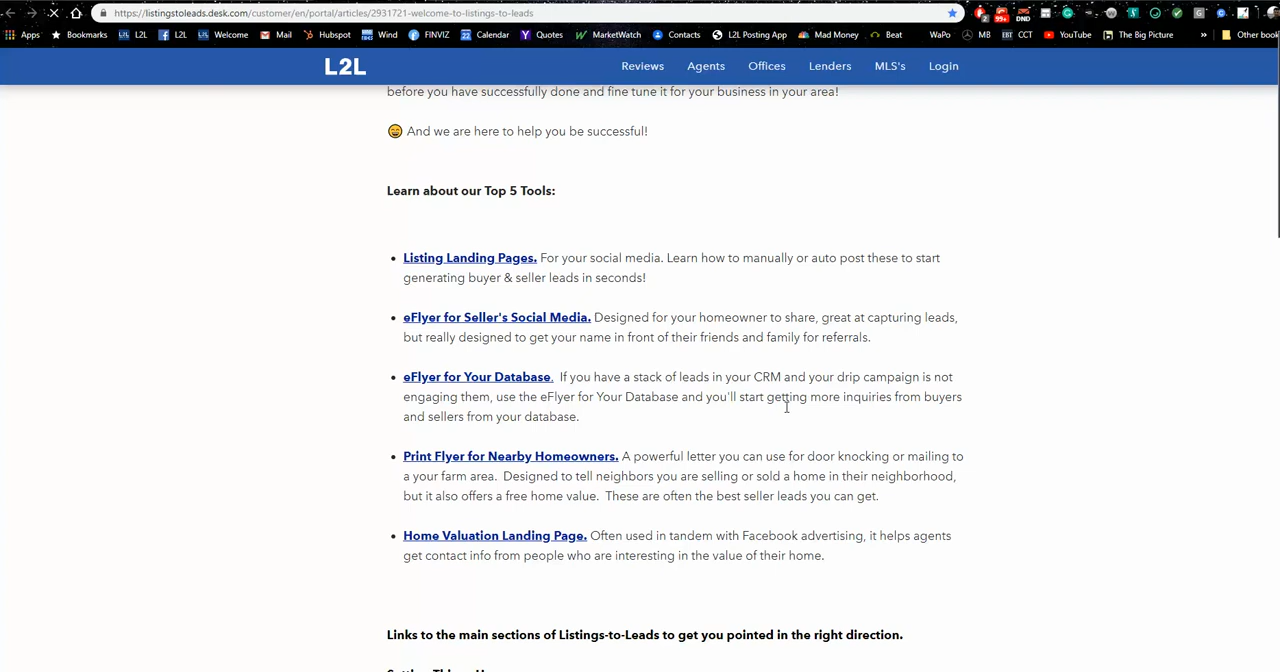 https://listingstoleads.desk.com/customer/en/portal/articles/2931721-welcome-to-listings-to-leads
2 99+ DND
Apps Bookmarks L2L L2L Welcome Mail Hubspot Wind FINVIZ 22 Calendar Quotes MarketWatch Contacts L2L Posting App Mad Money Beat WaPo MB EBT CCT YouTube The Big Picture » Other book
L2L Reviews Agents Offices Lenders MLS's Login
before you have successfully done and fine tune it for your business in your area!
And we are here to help you be successful!
Learn about our Top 5 Tools:
• Listing Landing Pages. For your social media. Learn how to manually or auto post these to start
generating buyer & seller leads in seconds!
• eFlyer for Seller's Social Media. Designed for your homeowner to share, great at capturing leads,
but really designed to get your name in front of their friends and family for referrals.
• eFlyer for Your Database. If you have a stack of leads in your CRM and your drip campaign is not
engaging them, use the eFlyer for Your Database and you'll start getting more inquiries from buyers
and sellers from your database.
• Print Flyer for Nearby Homeowners. A powerful letter you can use for door knocking or mailing to
a your farm area. Designed to tell neighbors you are selling or sold a home in their neighborhood,
but it also offers a free home value. These are often the best seller leads you can get.
• Home Valuation Landing Page. Often used in tandem with Facebook advertising, it helps agents
get contact info from people who are interesting in the value of their home.
Links to the main sections of Listings-to-Leads to get you pointed in the right direction.